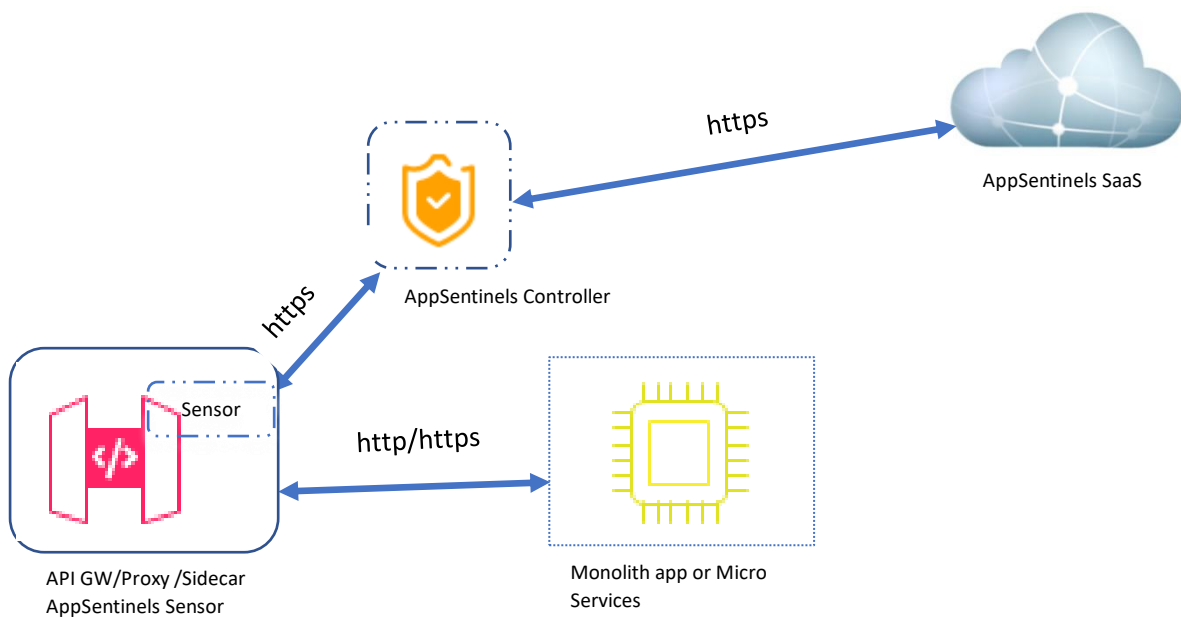 https
AppSentinels SaaS
AppSentinels Controller
https
Sensor
</>
http/https
API GW/Proxy /Sidecar
AppSentinels Sensor
Monolith app or Micro
Services